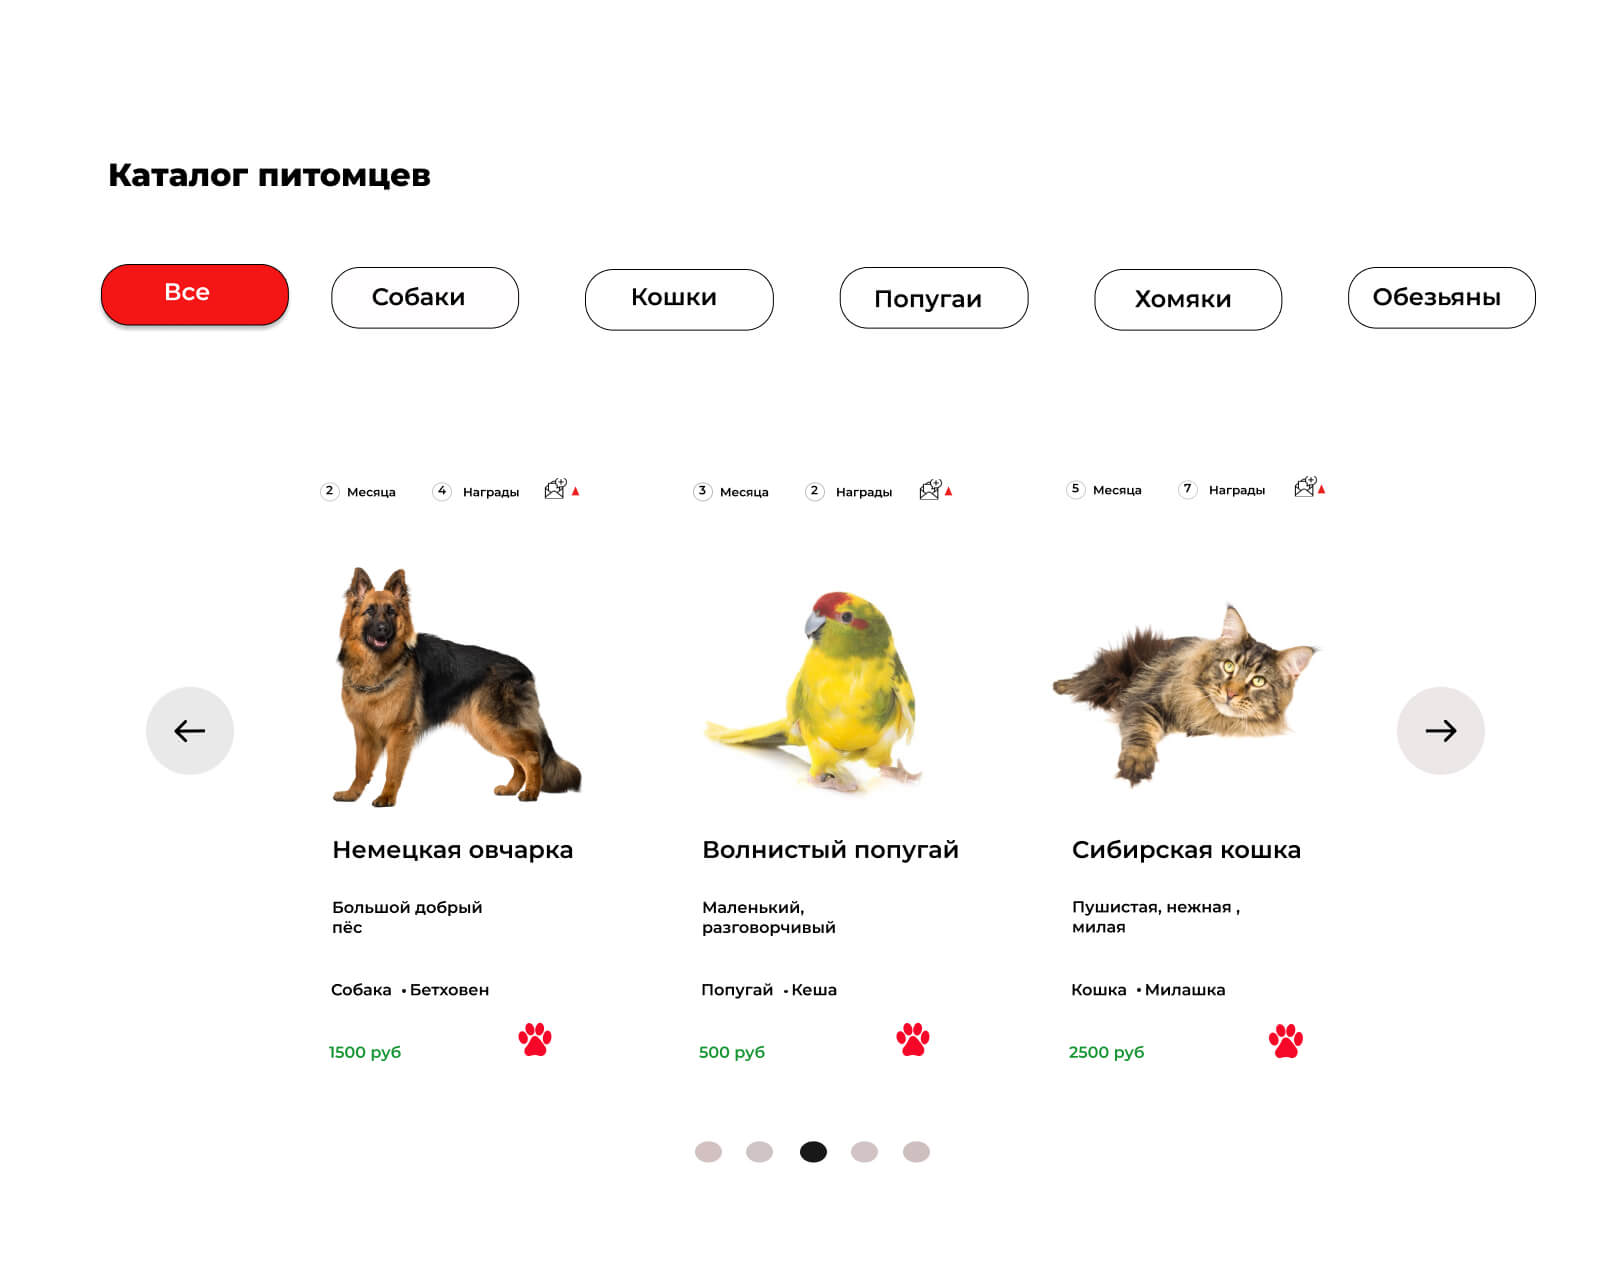 Каталог питомцев
Все
Собаки
Кошки
Попугаи
Хомяки
Обезьяны
2 Месяца 4 Награды
3 Месяца 2 Награды
5 Месяца 7 Награды
Немецкая овчарка
Большой добрый
пёс
Собака • Бетховен
1500 руб
Волнистый попугай
Маленький,
разговорчивый
Попугай • Кеша
500 руб
Сибирская кошка
Пушистая, нежная ,
милая
Кошка • Милашка
2500 руб